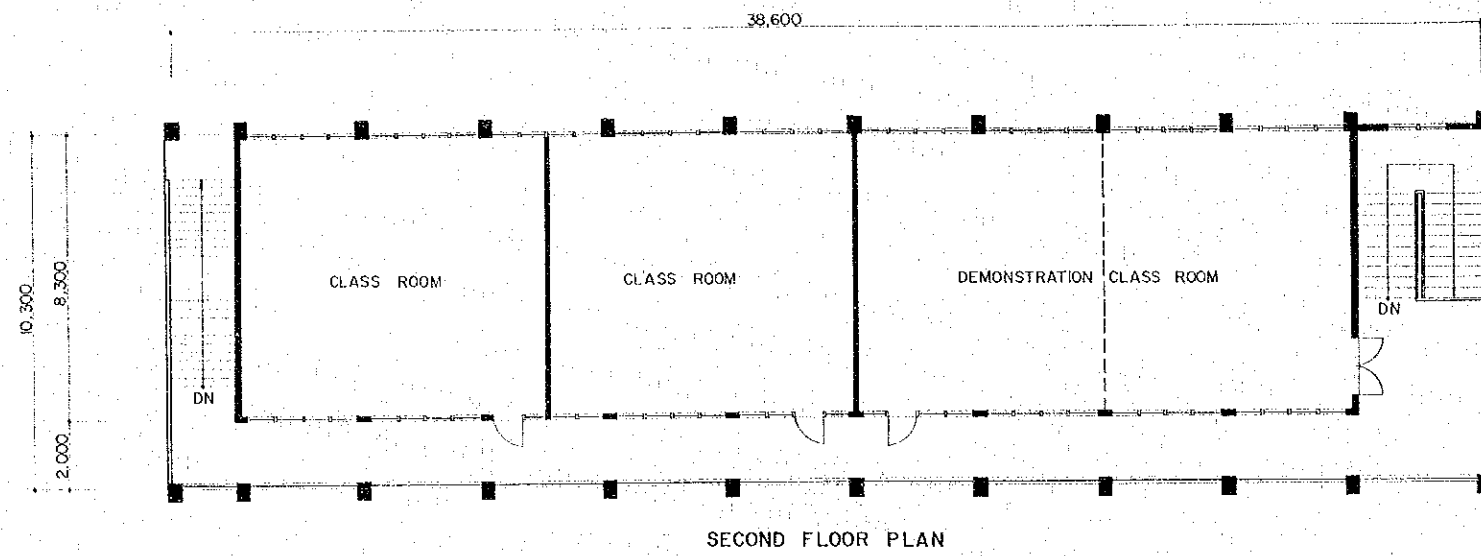 38,600
10,300
8,300
2,000
CLASS ROOM
CLASS ROOM
DEMONSTRATION CLASS ROOM
DN
DN
SECOND FLOOR PLAN